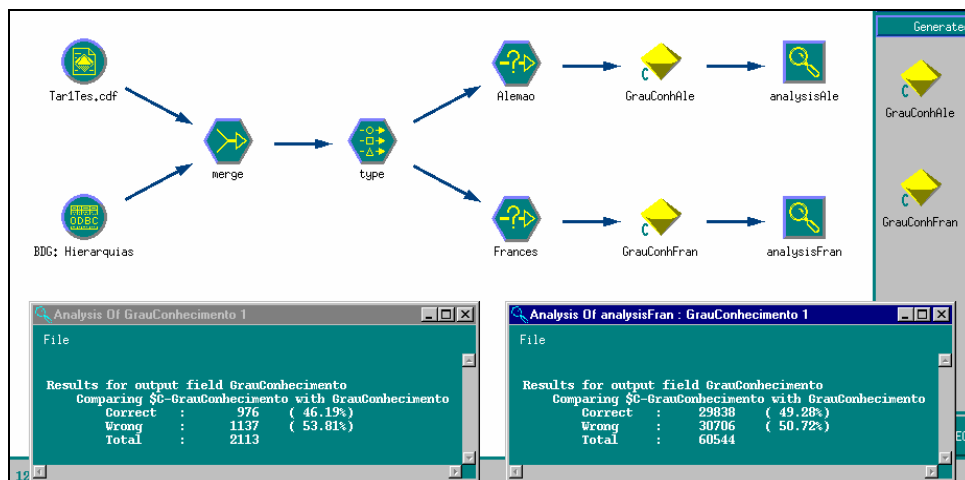 Generated
Tar1Tes.cdf
Alemao
GrauConhAle
analysisAle
C
GrauConhAle
C
merge
type
ODBC
BDG: Hierarquias
Frances
GrauConhFran
analysisFran
C
GrauConhFran
C
Analysis Of GrauConhecimento 1
File
Results for output field GrauConhecimento
Comparing $C-GrauConhecimento with GrauConhecimento
Correct : 976 ( 46.19%)
Wrong : 1137 ( 53.81%)
Total : 2113
Analysis Of analysisFran : GrauConhecimento 1
File
Results for output field GrauConhecimento
Comparing $C-GrauConhecimento with GrauConhecimento
Correct : 29838 ( 49.28%)
Wrong : 30706 ( 50.72%)
Total : 60544
12